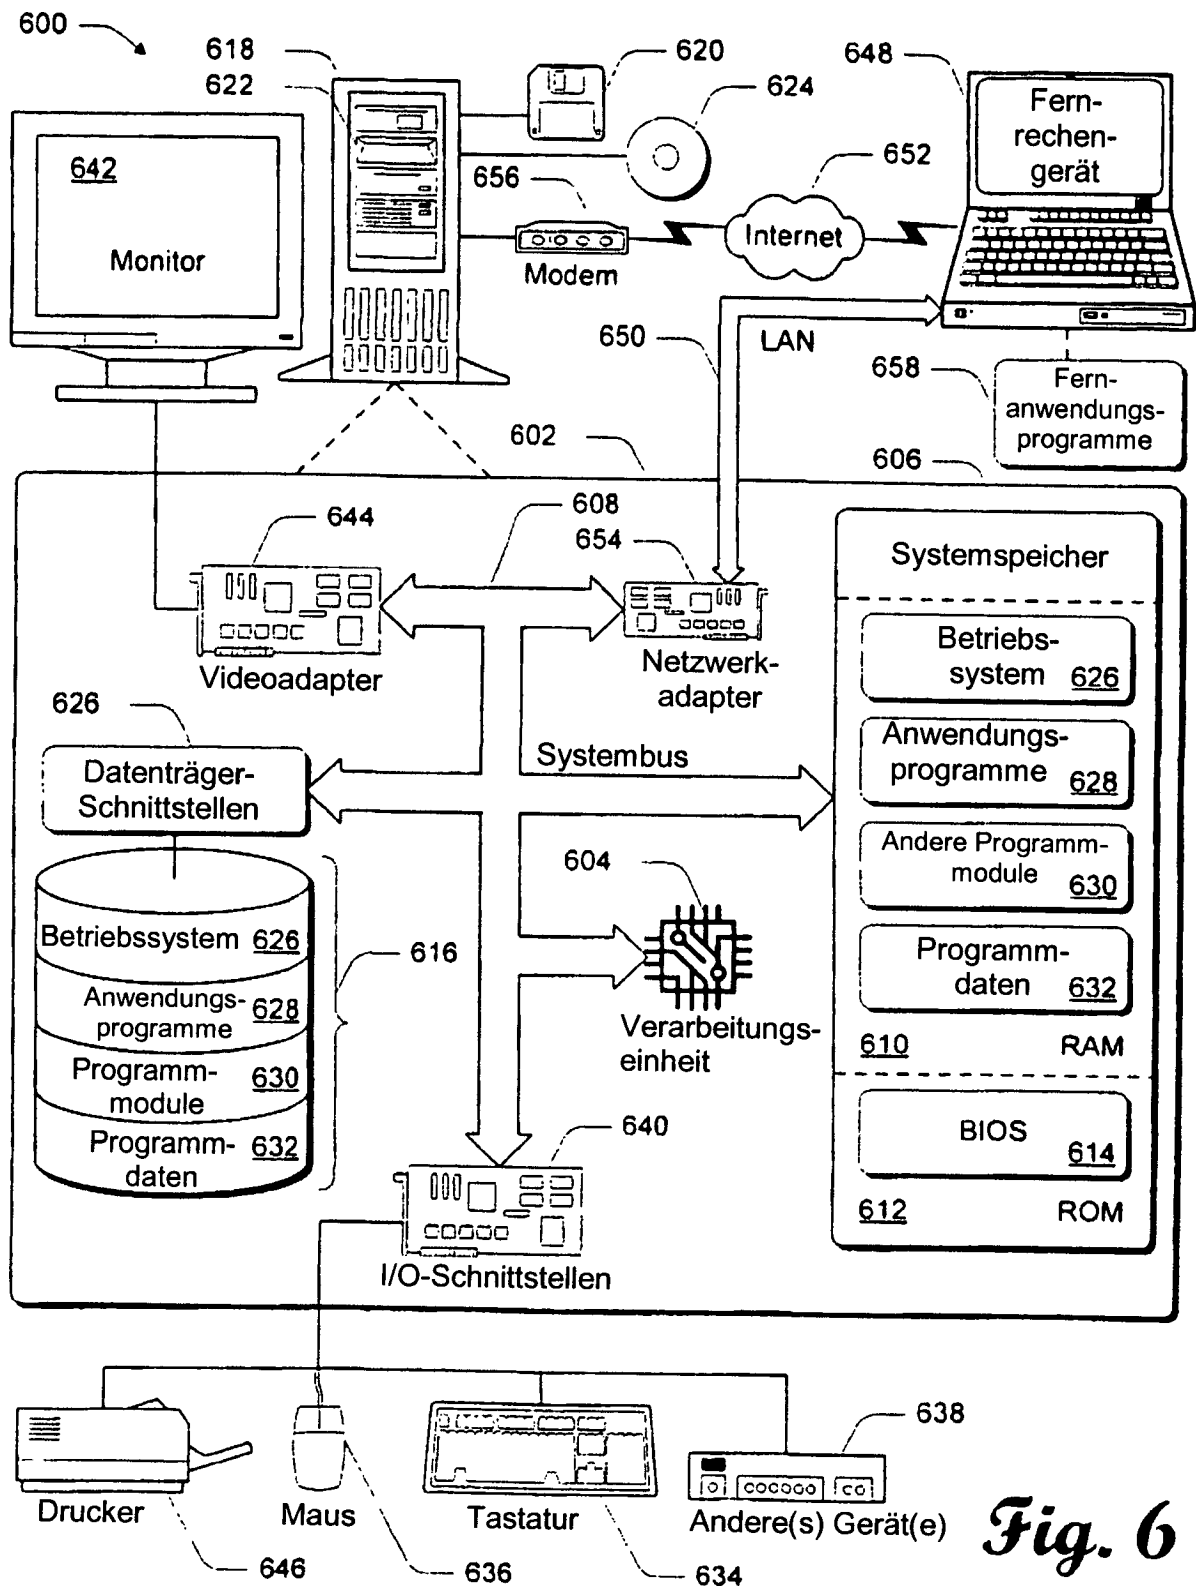 600
618
622
620
624
648
Fern-
rechen-
gerät
642
Monitor
656
Modem
652
Internet
650
LAN
658
Fern-
anwendungs-
programme
602
606
644
608
654
Videoadapter
Netzwerk-
adapter
Systemspeicher
Betriebs-
system 626
Anwendungs-
programme 628
Andere Programm-
module 630
Programm-
daten 632
610 RAM
BIOS 614
612 ROM
626
Datenträger-
Schnittstellen
Systembus
604
Verarbeitungs-
einheit
Betriebssystem 626
Anwendungs-
programme 628
Programm-
module 630
Programm-
daten 632
616
640
I/O-Schnittstellen
Drucker
646
Maus
636
Tastatur
634
638
Andere(s) Gerät(e)
Fig. 6